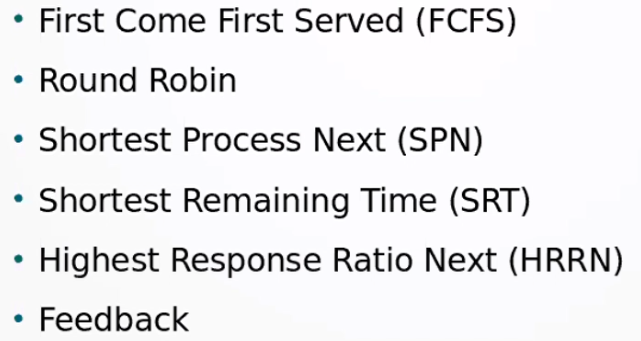 • First Come First Served (FCFS)
• Round Robin
• Shortest Process Next (SPN)
• Shortest Remaining Time (SRT)
• Highest Response Ratio Next (HRRN)
• Feedback